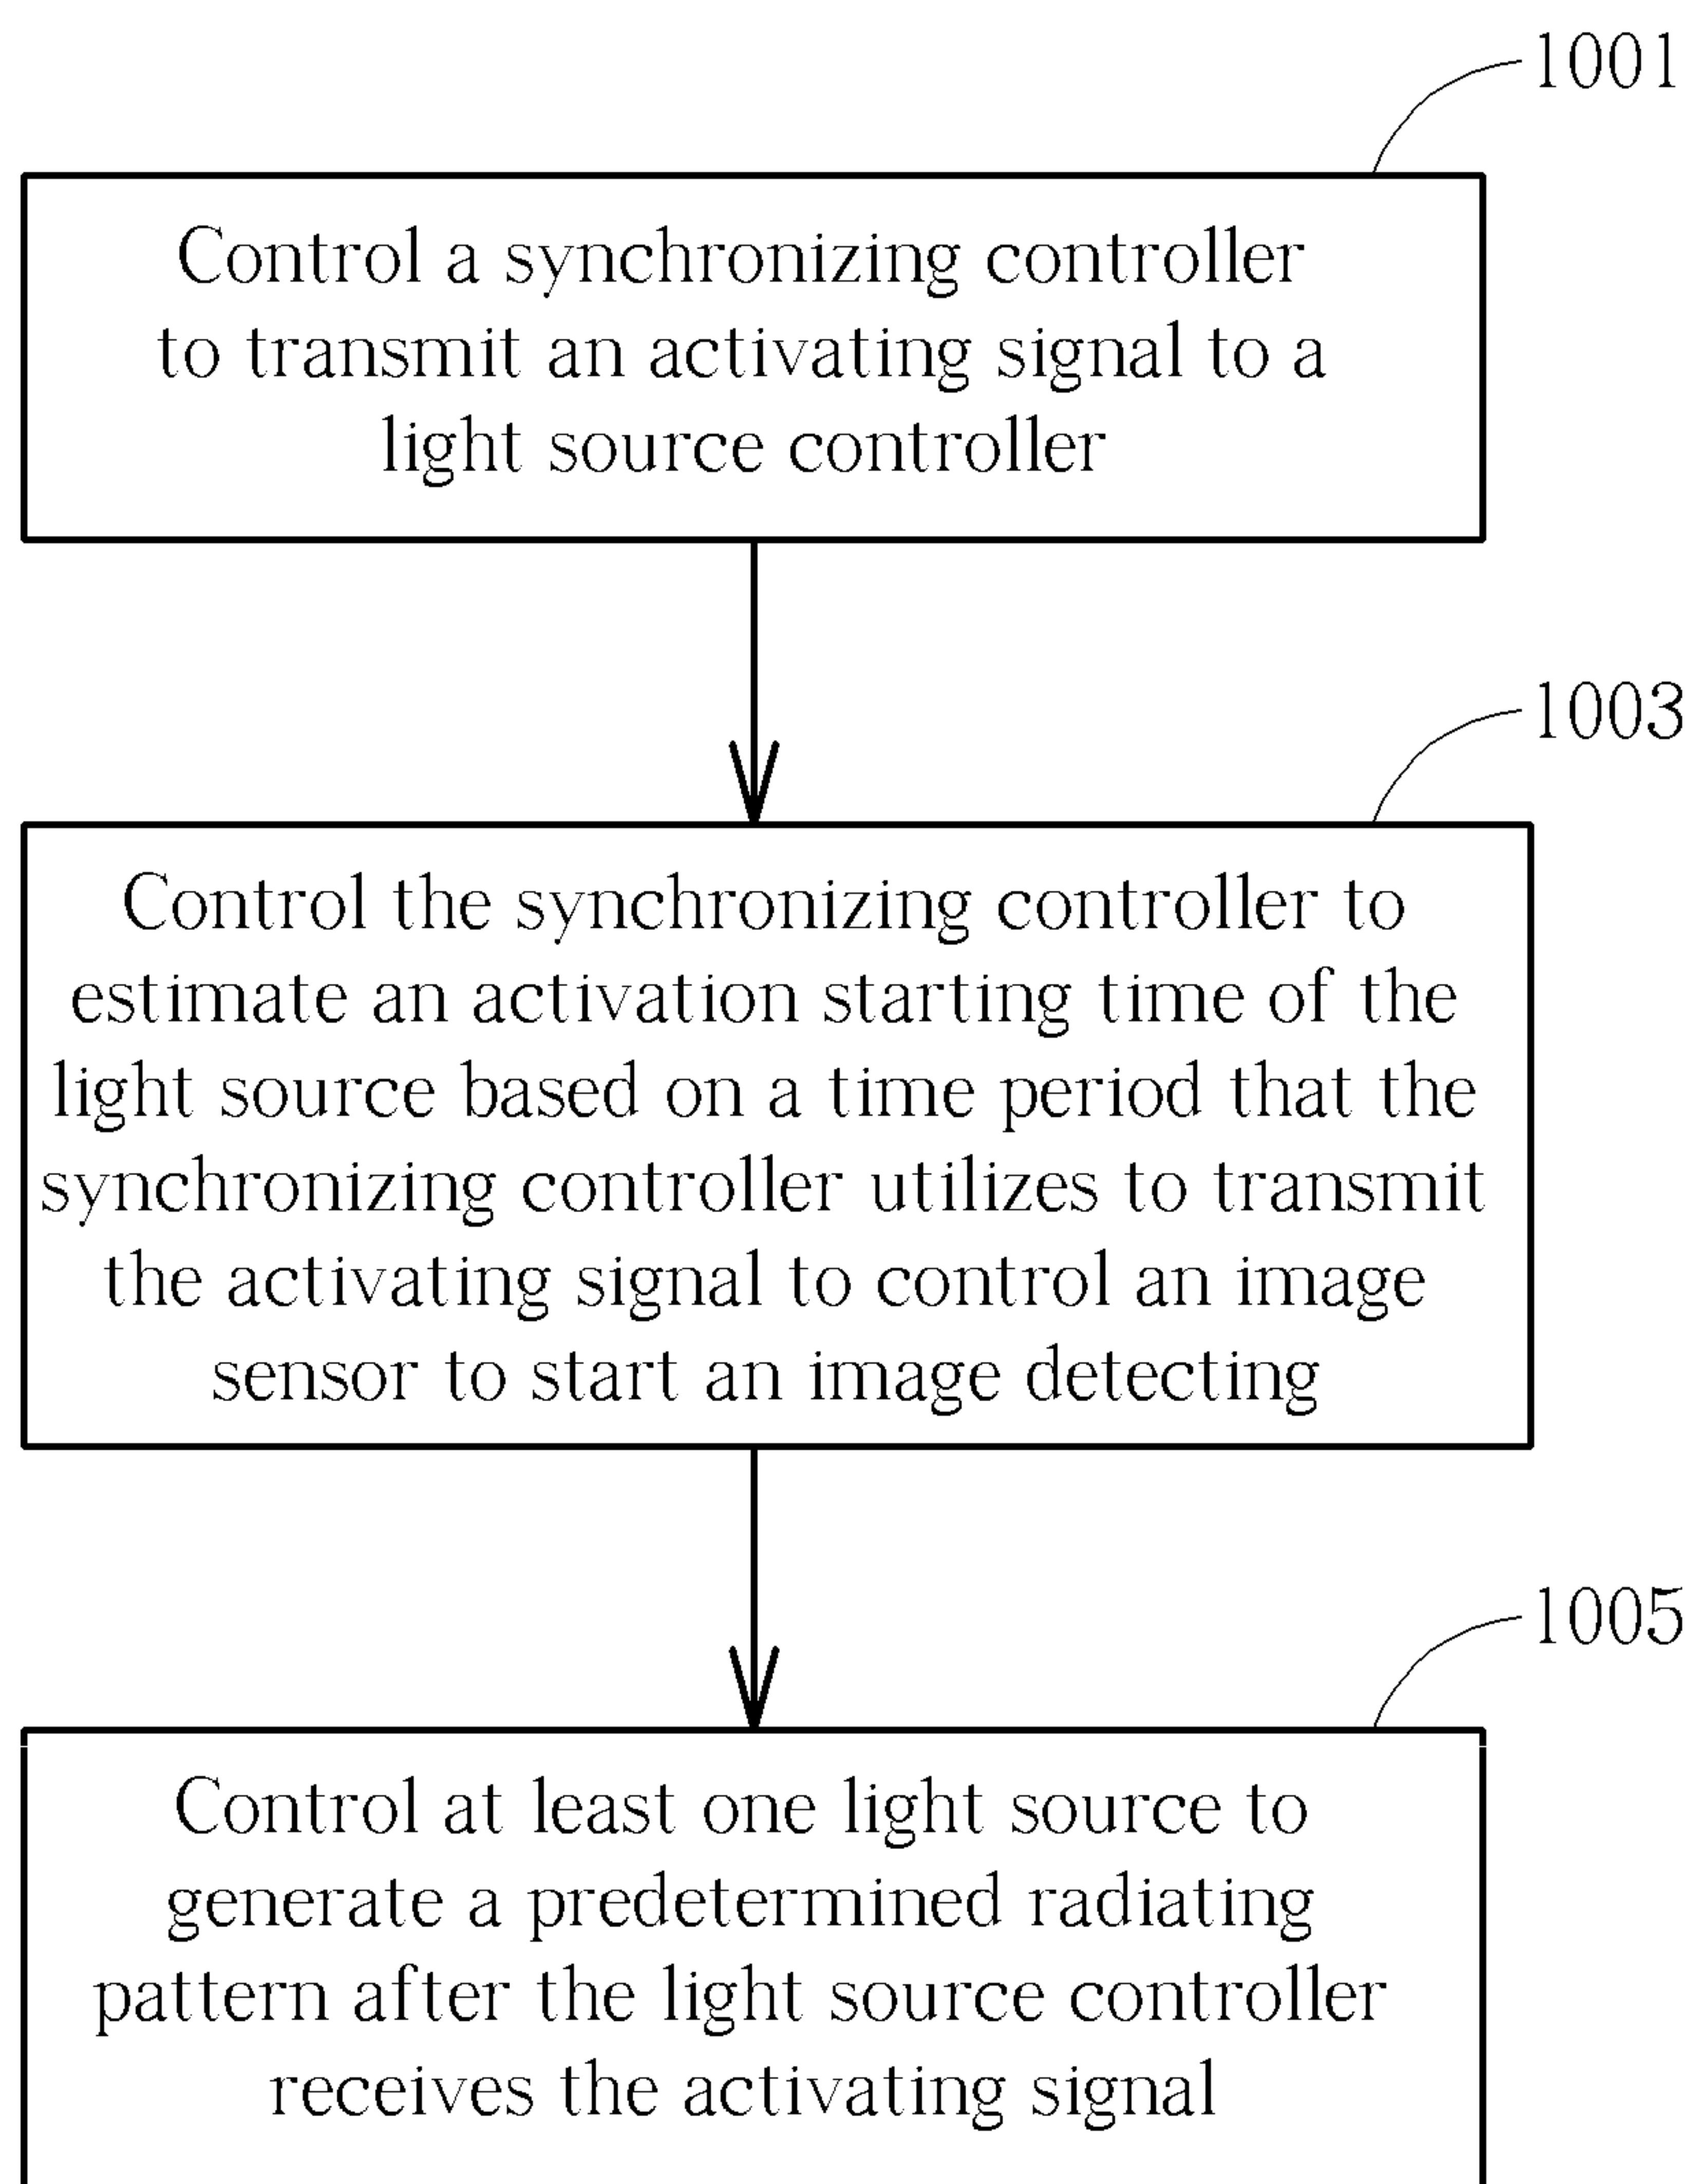 1001
Control a synchronizing controller
to transmit an activating signal to a
light source controller
1003
Control the synchronizing controller to
estimate an activation starting time of the
light source based on a time period that the
synchronizing controller utilizes to transmit
the activating signal to control an image
sensor to start an image detecting
1005
Control at least one light source to
generate a predetermined radiating
pattern after the light source controller
receives the activating signal